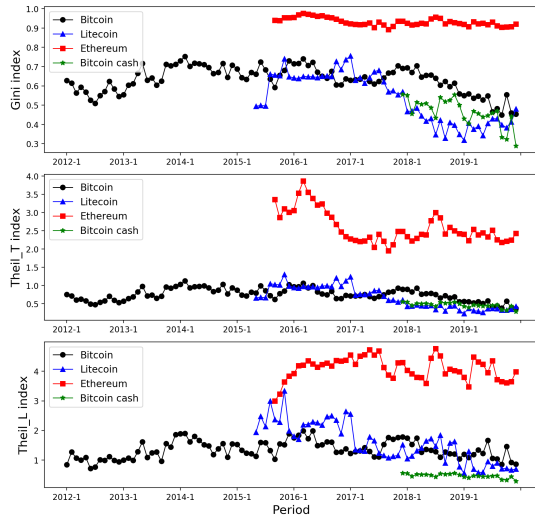 1.0
0.9
0.8
0.7
0.6
0.5
0.4
0.3
Gini index
Bitcoin
Litecoin
Ethereum
Bitcoin cash
2012-1 2013-1 2014-1 2015-1 2016-1 2017-1 2018-1 2019-1
4.0
3.5
3.0
2.5
2.0
1.5
1.0
0.5
Theil_T index
Bitcoin
Litecoin
Ethereum
Bitcoin cash
2012-1 2013-1 2014-1 2015-1 2016-1 2017-1 2018-1 2019-1
4
3
2
1
Theil_L index
Bitcoin
Litecoin
Ethereum
Bitcoin cash
2012-1 2013-1 2014-1 2015-1 2016-1 2017-1 2018-1 2019-1
Period